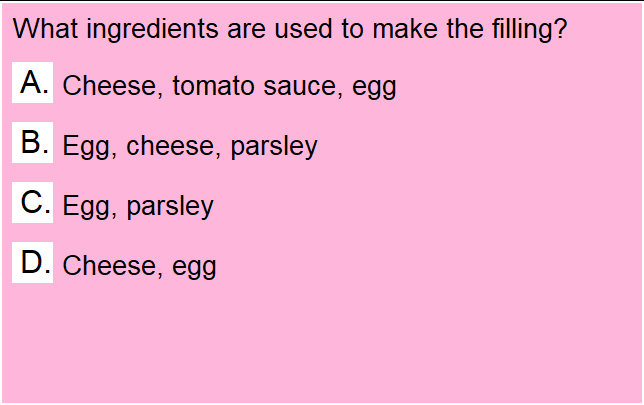 What ingredients are used to make the filling?
A. Cheese, tomato sauce, egg
B. Egg, cheese, parsley
C. Egg, parsley
D. Cheese, egg